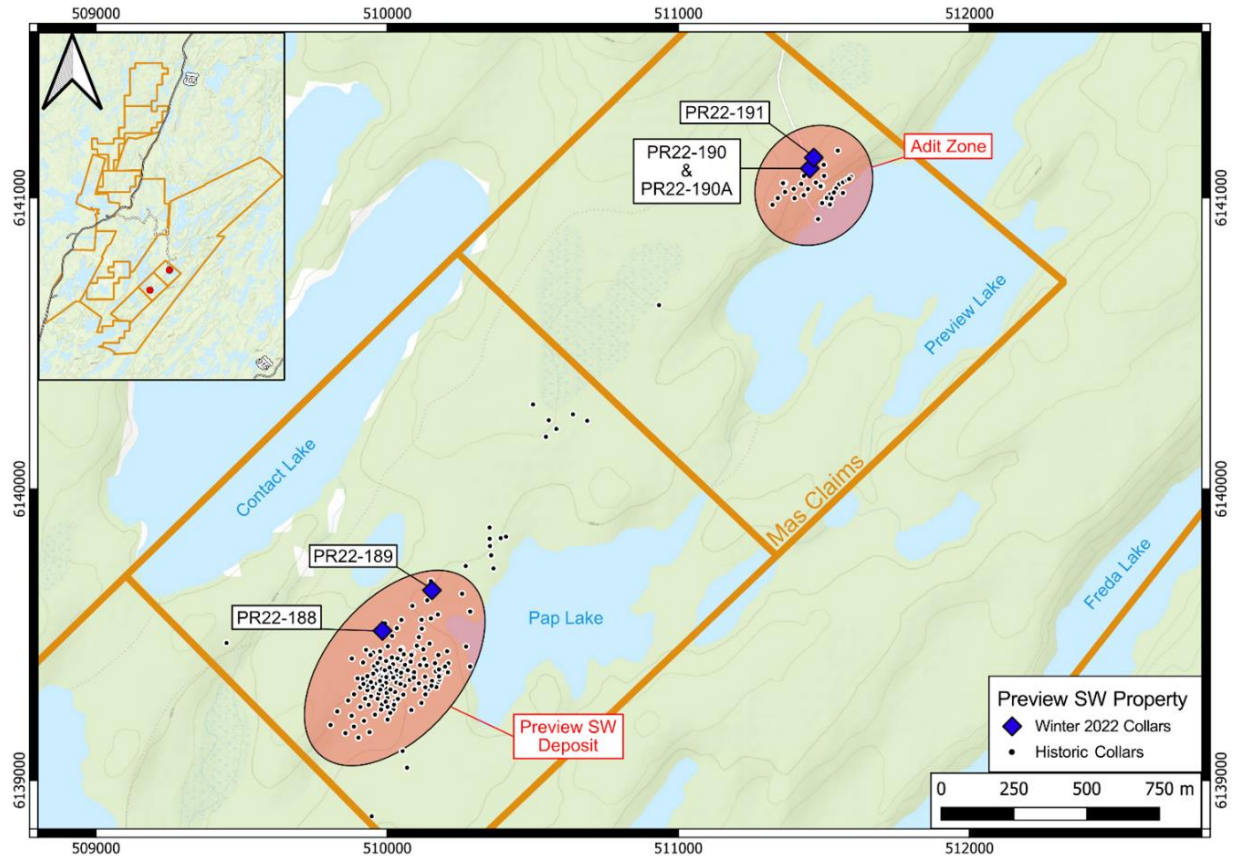 509000
510000
511000
512000
6141000
6141000
PR22-191
PR22-190
&
PR22-190A
Adit Zone
Preview Lake
Contact Lake
6140000
6140000
Mas Claims
PR22-189
PR22-188
Pap Lake
Freda Lake
Preview SW
Deposit
Preview SW Property
Winter 2022 Collars
Historic Collars
0
250
500
750 m
6139000
6139000
509000
510000
511000
512000